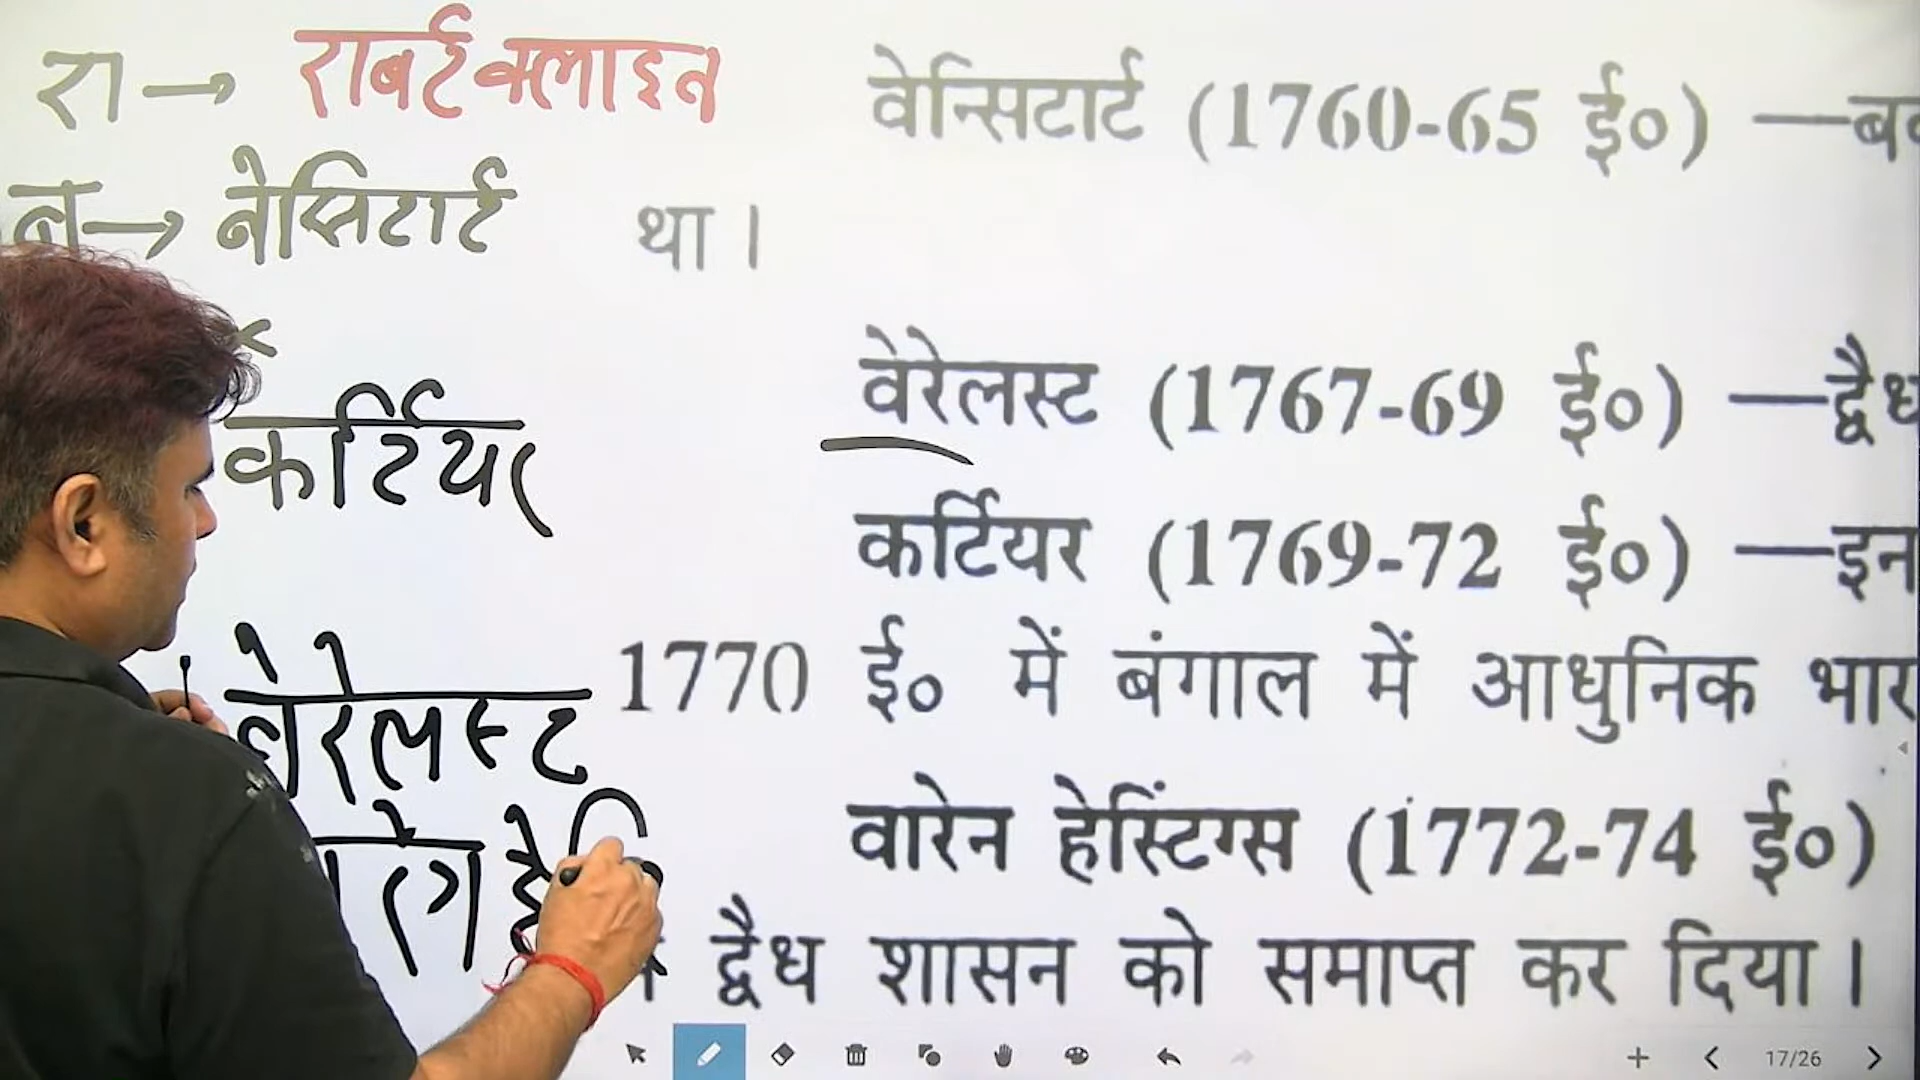 रा → राबर्ट क्लाइन
वेन्सिटार्ट (1760-65 ई०) —
न → नेसिटार्ट
था।
वेरेलस्ट (1767-69 ई०) —द्वैध
कर्टियर
कर्टियर (1769-72 ई०) —इन
वेरेलस्ट
1770 ई० में बंगाल में आधुनिक भार
वारेन हेस्टिंग्स (1772-74 ई०)
द्वैध शासन को समाप्त कर दिया।
17/26